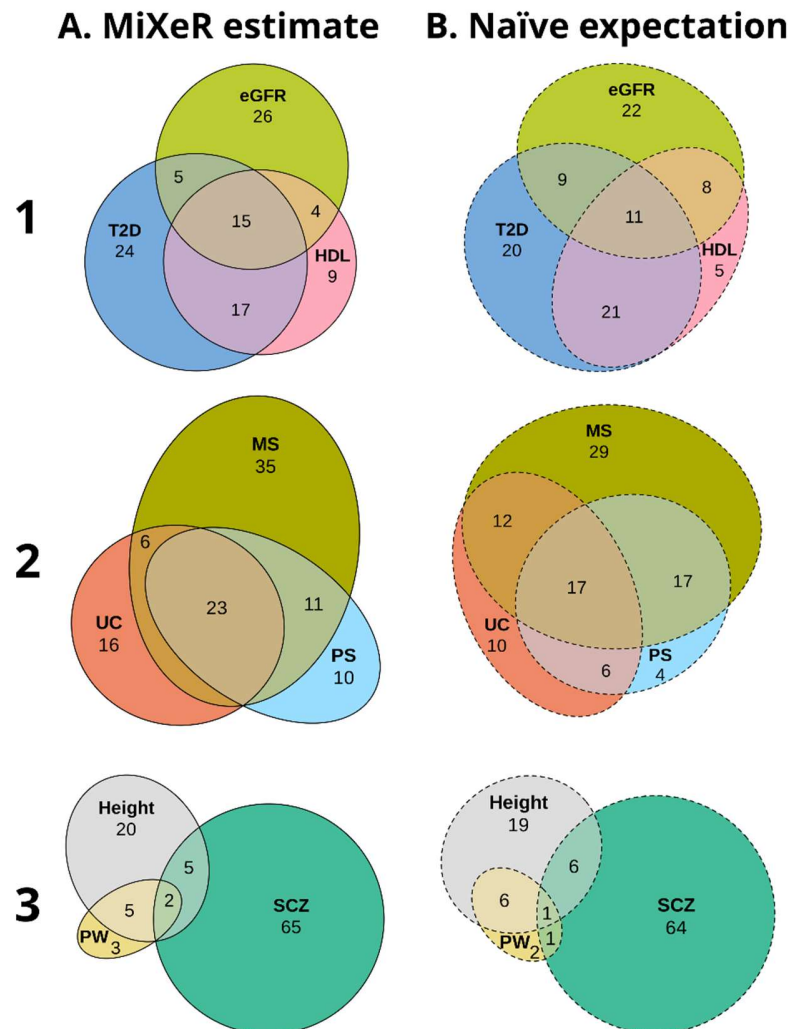 A. MiXeR estimate
B. Naïve expectation
1
eGFR
26
5
15
4
T2D
24
HDL
9
17
eGFR
22
9
8
11
T2D
20
HDL
5
21
2
MS
35
6
23
11
UC
16
PS
10
MS
29
12
17
17
UC
10
6
PS
4
3
Height
20
5
2
5
PW
3
SCZ
65
Height
19
6
6
1
1
PW
2
SCZ
64